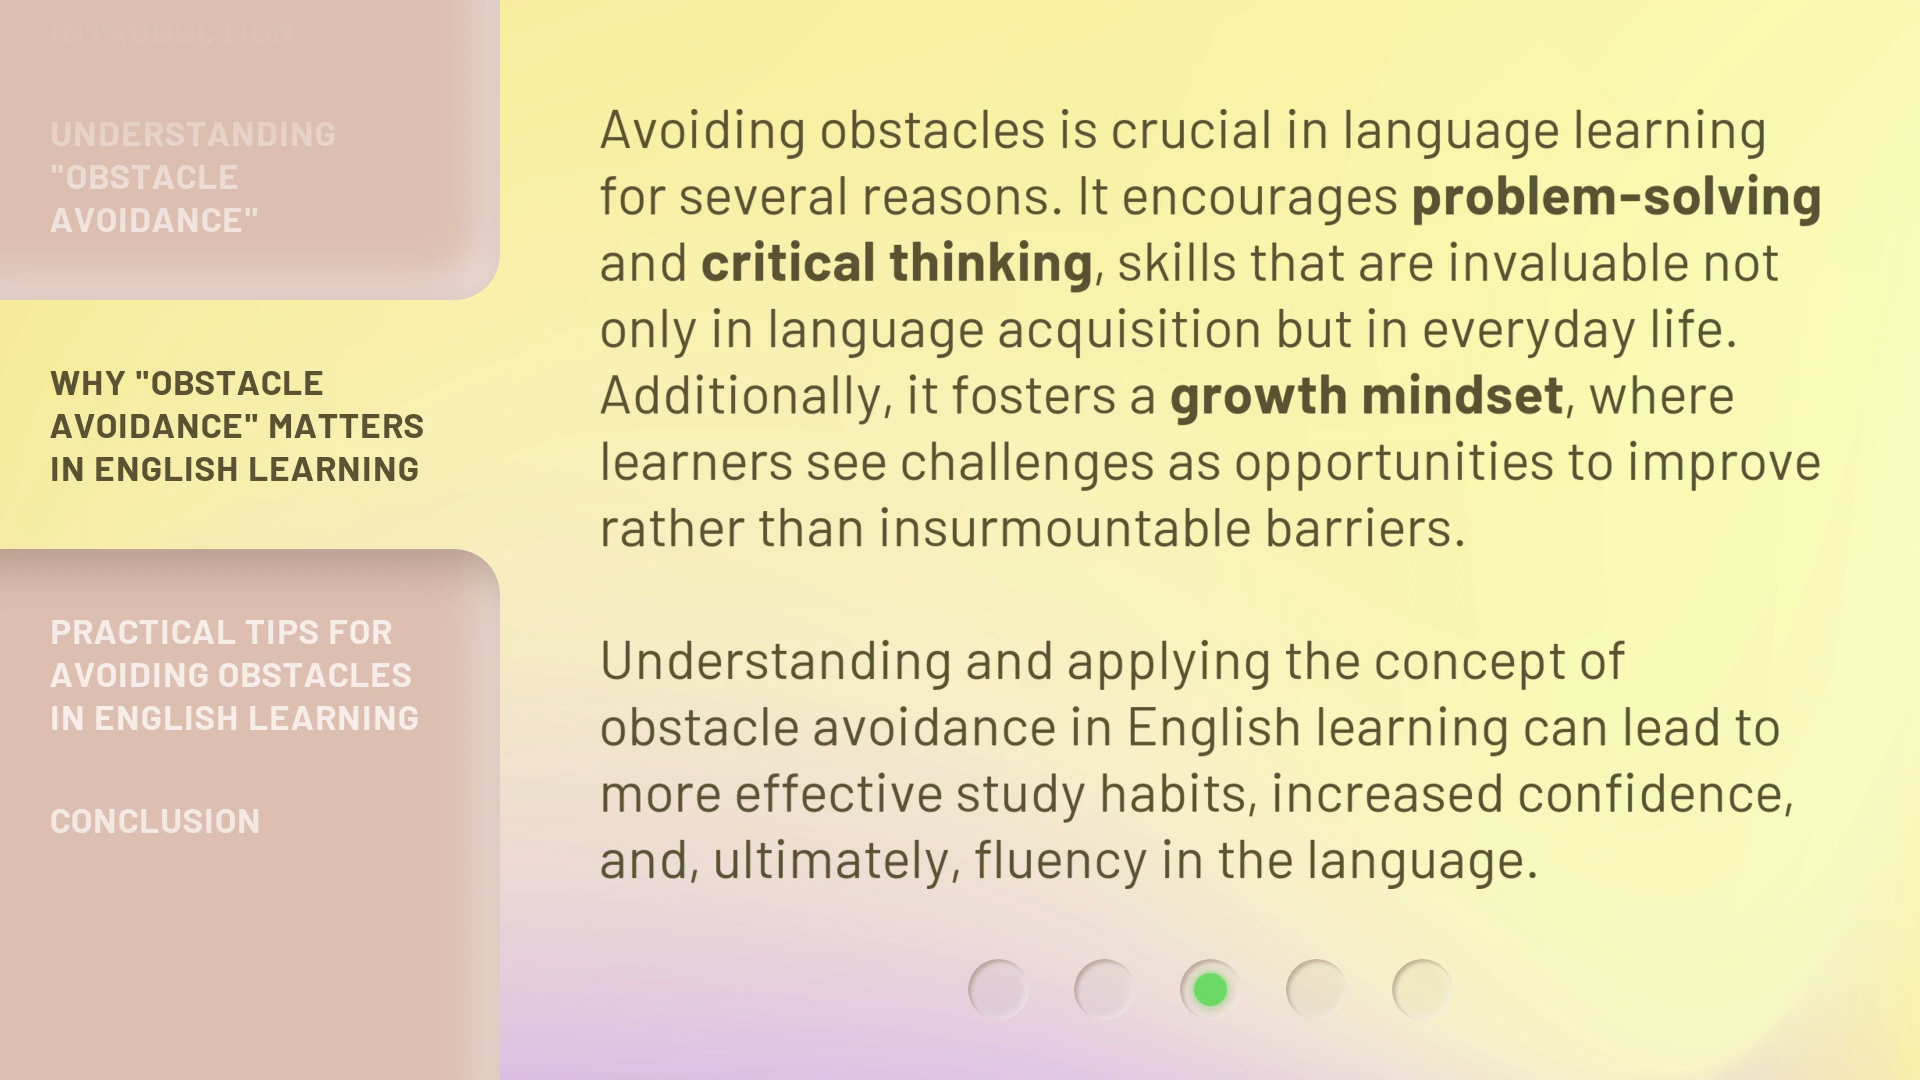 INTRODUCTION
UNDERSTANDING
"OBSTACLE
AVOIDANCE"
WHY "OBSTACLE
AVOIDANCE" MATTERS
IN ENGLISH LEARNING
PRACTICAL TIPS FOR
AVOIDING OBSTACLES
IN ENGLISH LEARNING
CONCLUSION
Avoiding obstacles is crucial in language learning
for several reasons. It encourages problem-solving
and critical thinking, skills that are invaluable not
only in language acquisition but in everyday life.
Additionally, it fosters a growth mindset, where
learners see challenges as opportunities to improve
rather than insurmountable barriers.
Understanding and applying the concept of
obstacle avoidance in English learning can lead to
more effective study habits, increased confidence,
and, ultimately, fluency in the language.